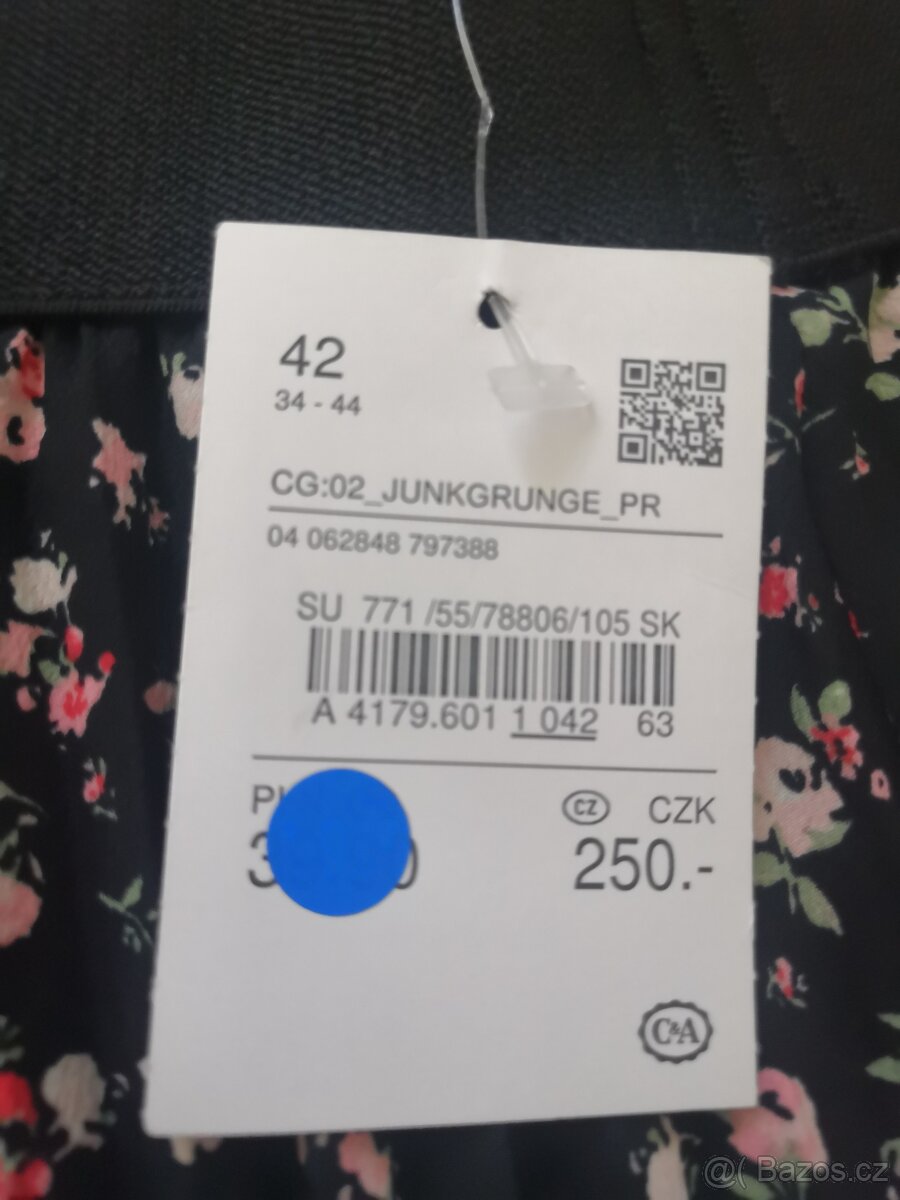 42
34 - 44
CG:02_JUNKGRUNGE_PR
04 062848 797388
SU 771 /55/78806/105 SK
A 4179.601 1 042 63
CZ CZK
250.-
C&A
@( Bazos.cz